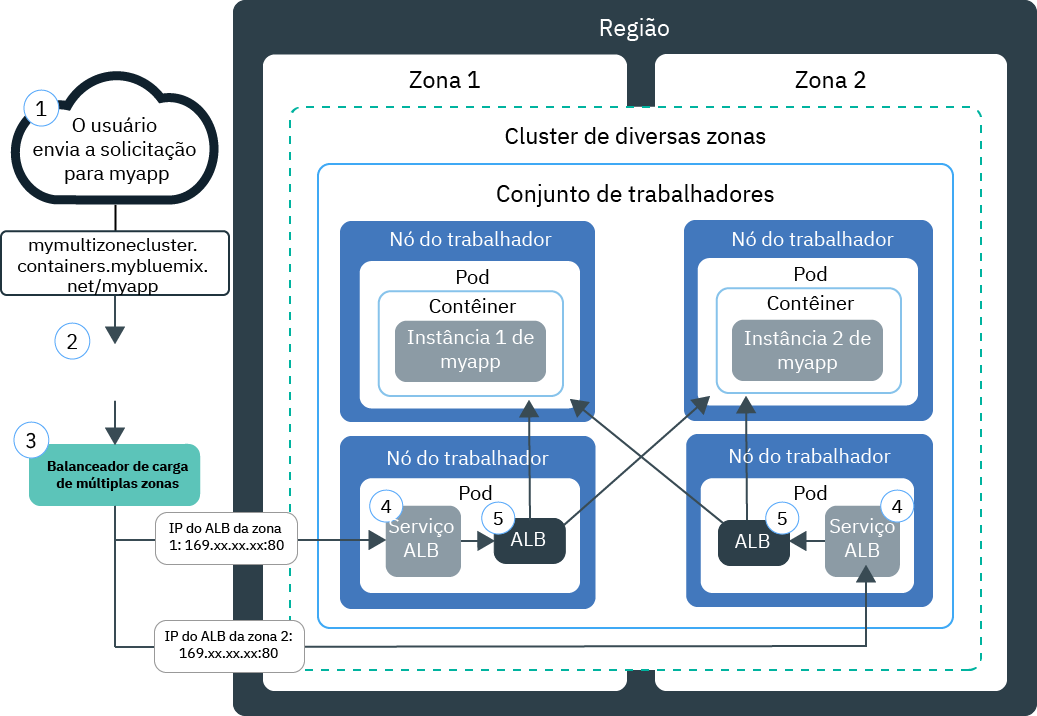 Região
Zona 1
Zona 2
Cluster de diversas zonas
Conjunto de trabalhadores
1
O usuário
envia a solicitação
para myapp
mymultizonecluster.
containers.mybluemix.
net/myapp
2
3
Balanceador de carga
de múltiplas zonas
IP do ALB da zona
1: 169.xx.xx.xx:80
IP do ALB da zona 2:
169.xx.xx.xx:80
Nó do trabalhador
Pod
Contêiner
Instância 1 de
myapp
Nó do trabalhador
Pod
Contêiner
Instância 2 de
myapp
Nó do trabalhador
Pod
4
Serviço
ALB
5
ALB
Nó do trabalhador
Pod
5
ALB
4
Serviço
ALB